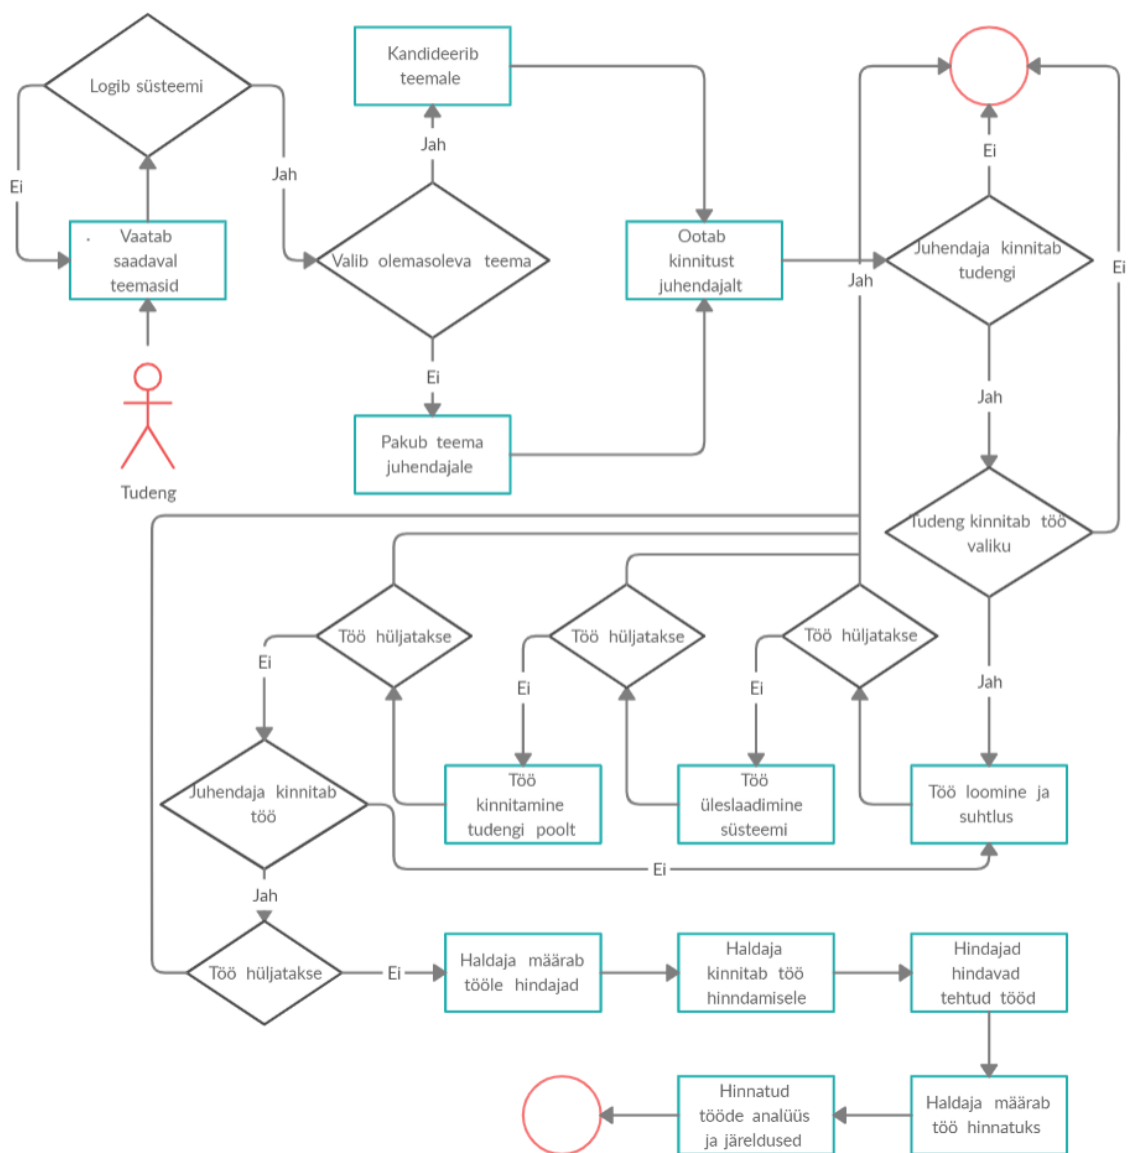 Logib süsteemi
Ei
Jah
Vaatab
saadaval
teemasid
Tudeng
Kandideerib
teemale
Jah
Valib olemasoleva teema
Ei
Pakub teema
juhendajale
Ootab
kinnitust
juhendajalt
Jah
Ei
Juhendaja kinnitab
tudengi
Ei
Jah
Tudeng kinnitab töö
valiku
Jah
Töö hüljatakse
Töö hüljatakse
Töö hüljatakse
Ei
Ei
Ei
Juhendaja kinnitab
töö
Töö
kinnitamine
tudengi poolt
Töö
üleslaadimine
süsteemi
Töö loomine ja
suhtlus
Ei
Jah
Töö hüljatakse
Ei
Haldaja määrab
tööle hindajad
Haldaja
kinnitab töö
hinndamisele
Hindajad
hindavad
tehtud tööd
Hinnatud
tööde analüüs
ja järeldused
Haldaja määrab
töö hinnatuks